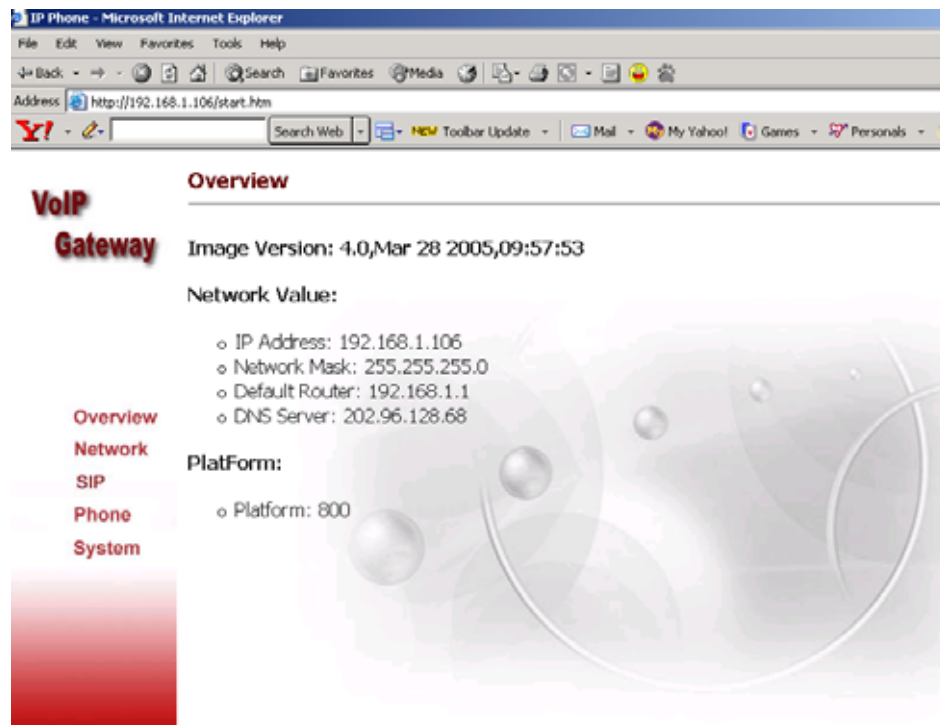 IP Phone - Microsoft Internet Explorer
File Edit View Favorites Tools Help
Back Search Favorites Media
Address http://192.168.1.106/start.htm
Y! Search Web NEW Toolbar Update Mail My Yahoo! Games Personals
VoIP
Gateway
Overview
Network
SIP
Phone
System
Overview
Image Version: 4.0,Mar 28 2005,09:57:53
Network Value:
IP Address: 192.168.1.106
Network Mask: 255.255.255.0
Default Router: 192.168.1.1
DNS Server: 202.96.128.68
PlatForm:
Platform: 800